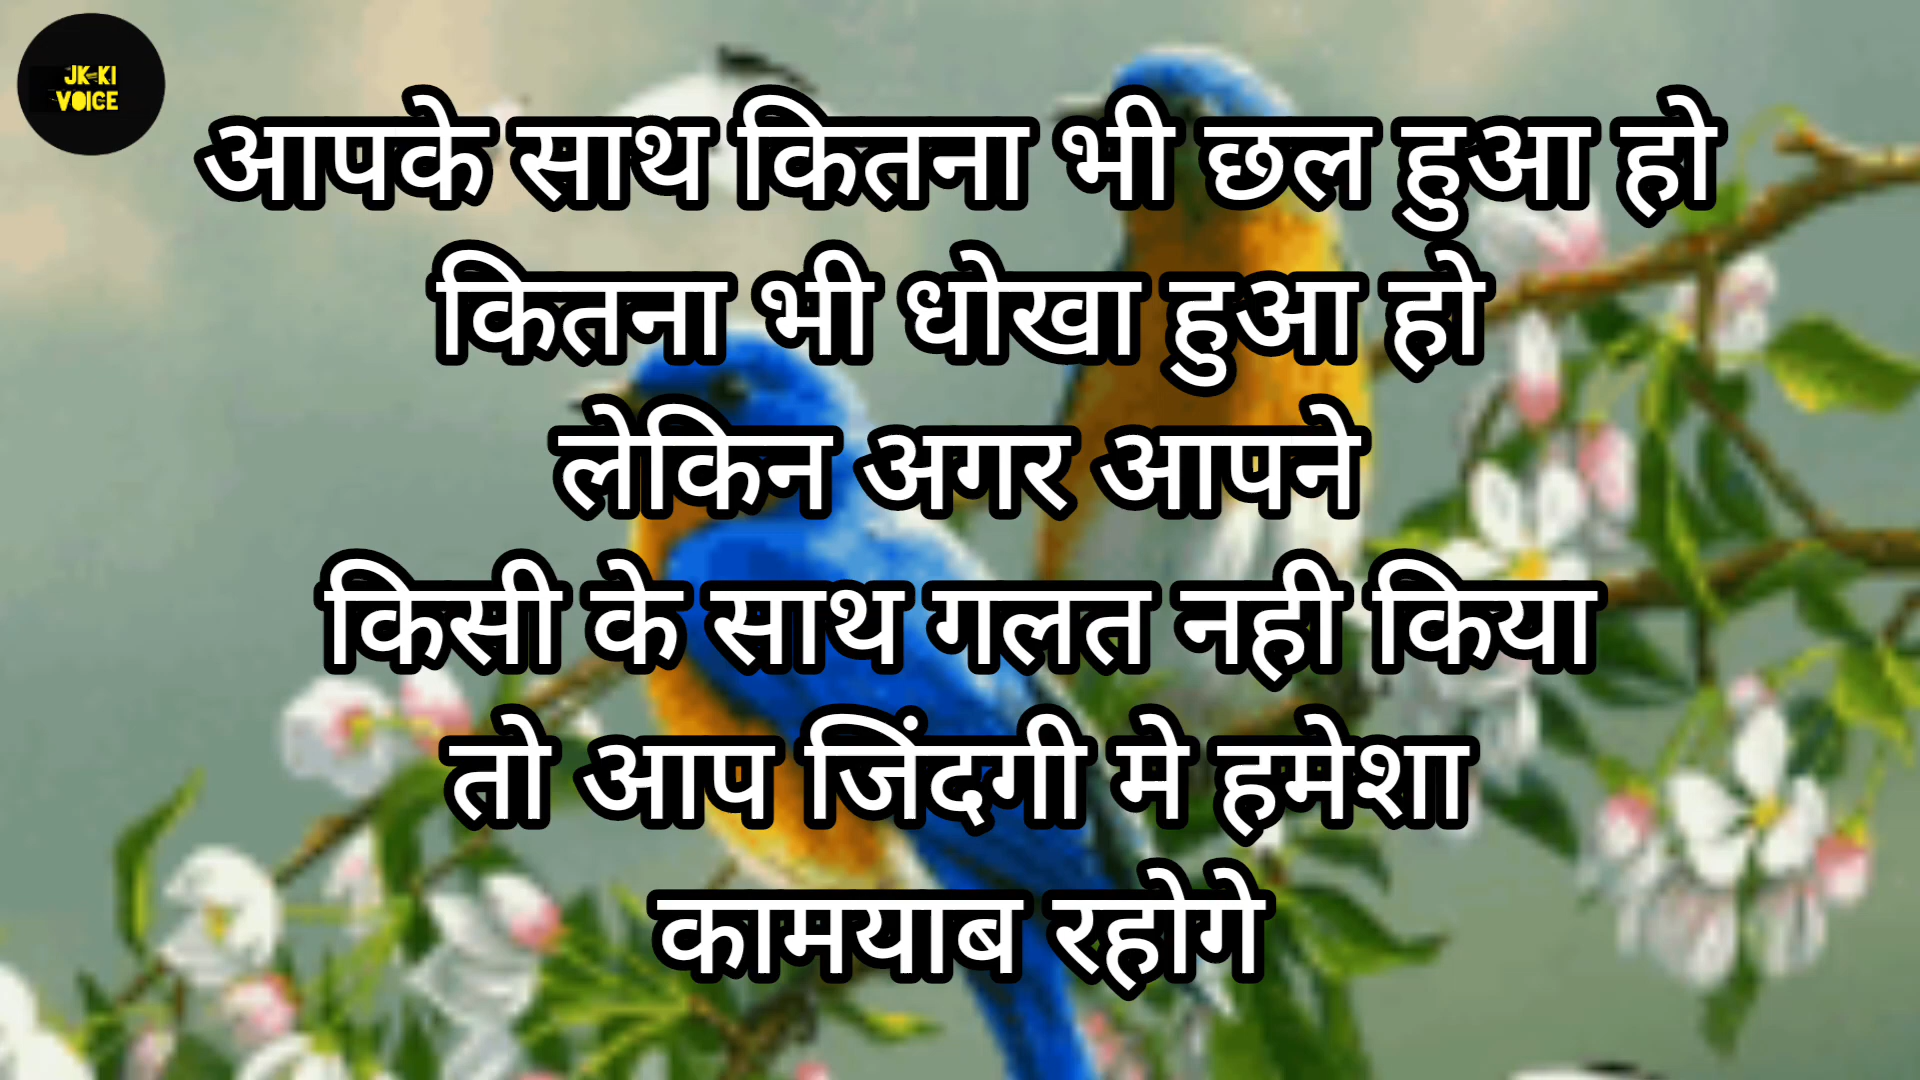 JK-KI
VOICE
आपके साथ कितना भी छल हुआ हो
कितना भी धोखा हुआ हो
लेकिन अगर आपने
किसी के साथ गलत नही किया
तो आप जिंदगी मे हमेशा
कामयाब रहोगे